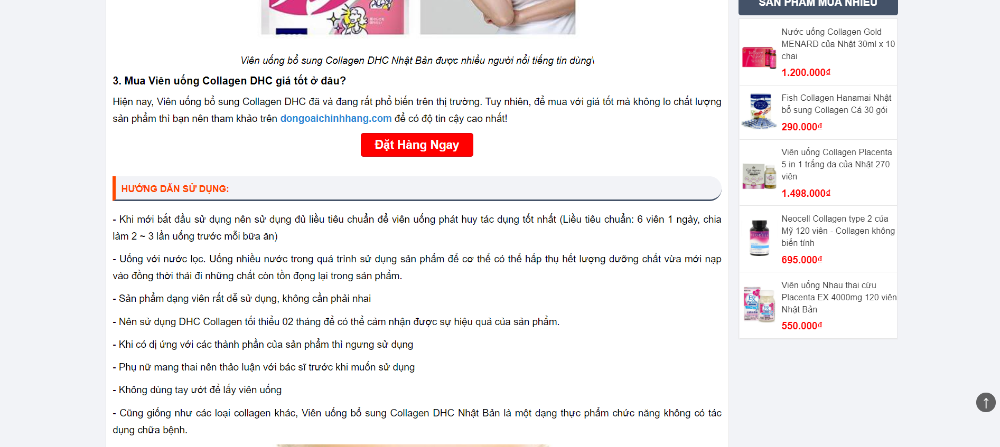 Viên uống bổ sung Collagen DHC Nhật Bản được nhiều người nổi tiếng tin dùng\
3. Mua Viên uống Collagen DHC giá tốt ở đâu?
Hiện nay, Viên uống bổ sung Collagen DHC đã và đang rất phổ biến trên thị trường. Tuy nhiên, để mua với giá tốt mà không lo chất lượng
sản phẩm thì bạn nên tham khảo trên dongoaichinhhang.com để có độ tin cậy cao nhất!
Đặt Hàng Ngay
HƯỚNG DẪN SỬ DỤNG:
- Khi mới bắt đầu sử dụng nên sử dụng đủ liều tiêu chuẩn để viên uống phát huy tác dụng tốt nhất (Liều tiêu chuẩn: 6 viên 1 ngày, chia
làm 2 ~ 3 lần uống trước mỗi bữa ăn)
- Uống với nước lọc. Uống nhiều nước trong quá trình sử dụng sản phẩm để cơ thể có thể hấp thụ hết lượng dưỡng chất vừa mới nạp
vào đồng thời thải đi những chất còn tồn đọng lại trong sản phẩm.
- Sản phẩm dạng viên rất dễ sử dụng, không cần phải nhai
- Nên sử dụng DHC Collagen tối thiểu 02 tháng để có thể cảm nhận được sự hiệu quả của sản phẩm.
- Khi có dị ứng với các thành phần của sản phẩm thì ngưng sử dụng
- Phụ nữ mang thai nên thảo luận với bác sĩ trước khi muốn sử dụng
- Không dùng tay ướt để lấy viên uống
- Cũng giống như các loại collagen khác, Viên uống bổ sung Collagen DHC Nhật Bản là một dạng thực phẩm chức năng không có tác
dụng chữa bệnh.
SẢN PHẨM MUA NHIỀU
Nước uống Collagen Gold
MENARD của Nhật 30ml x 10
chai
1.200.000₫
Fish Collagen Hanamai Nhật
bổ sung Collagen Cá 30 gói
290.000₫
Viên uống Collagen Placenta
5 in 1 trắng da của Nhật 270
viên
1.498.000₫
Neocell Collagen type 2 của
Mỹ 120 viên - Collagen không
biến tính
695.000₫
Viên uống Nhau thai cừu
Placenta EX 4000mg 120 viên
Nhật Bản
550.000₫